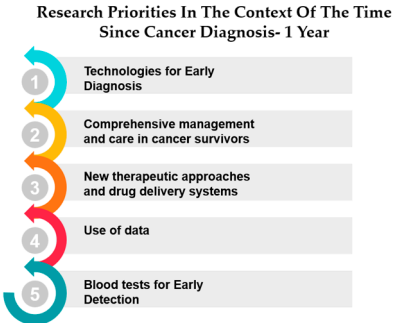 Research Priorities In The Context Of The Time
Since Cancer Diagnosis- 1 Year
1
Technologies for Early
Diagnosis
2
Comprehensive management
and care in cancer survivors
3
New therapeutic approaches
and drug delivery systems
4
Use of data
5
Blood tests for Early
Detection